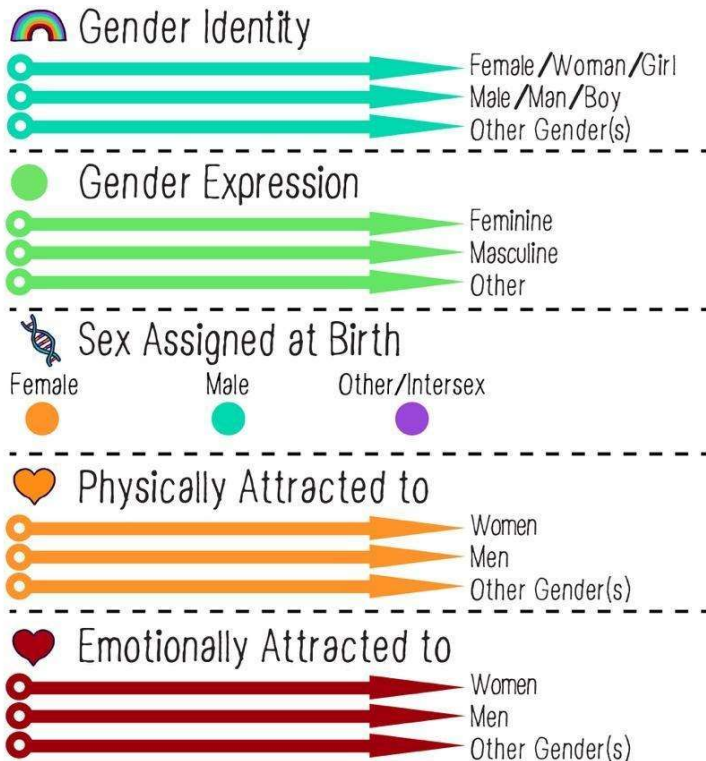 Gender Identity
Female/Woman/Girl
Male/Man/Boy
Other Gender(s)
Gender Expression
Feminine
Masculine
Other
Sex Assigned at Birth
Female Male Other/Intersex
Physically Attracted to
Women
Men
Other Gender(s)
Emotionally Attracted to
Women
Men
Other Gender(s)